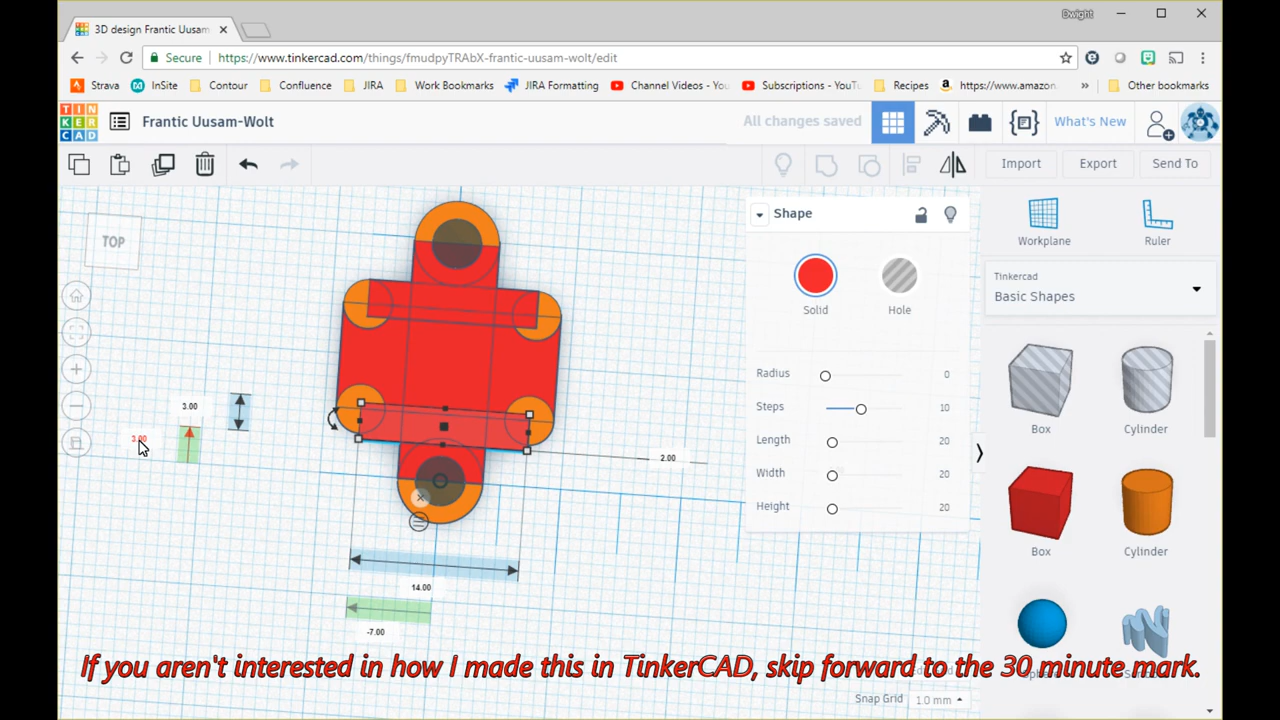 Dwight
3D design Frantic Uusam
Secure
https://www.tinkercad.com/things/fmudpyTRAbX-frantic-uusam-wolt/edit
Strava InSite Contour Confluence JIRA Work Bookmarks JIRA Formatting Channel Videos - You Subscriptions - YouT Recipes https://www.amazon. » Other bookmarks
TIN
KER
CAD
Frantic Uusam-Wolt
All changes saved
What's New
Import Export Send To
TOP
Shape
Solid Hole
Radius 0
Steps 10
Length 20
Width 20
Height 20
Workplane Ruler
Tinkercad
Basic Shapes
Box Cylinder
Box Cylinder
3.00
3.00
2.00
14.00
-7.00
If you aren't interested in how I made this in TinkerCAD, skip forward to the 30 minute mark.
Snap Grid 1.0 mm